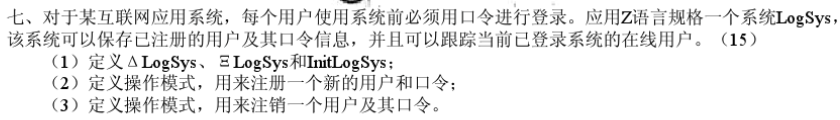 七、对于某互联网应用系统，每个用户使用系统前必须用口令进行登录。应用Z语言规格一个系统LogSys，
该系统可以保存已注册的用户及其口令信息，并且可以跟踪当前已登录系统的在线用户。（15）
（1）定义ΔLogSys、ΞLogSys和InitLogSys；
（2）定义操作模式，用来注册一个新的用户和口令；
（3）定义操作模式，用来注销一个用户及其口令。